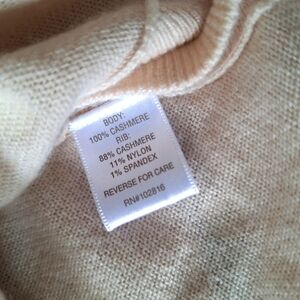 BODY:
100% CASHMERE
RIB:
88% CASHMERE
11% NYLON
1% SPANDEX
REVERSE FOR CARE
RN#102816